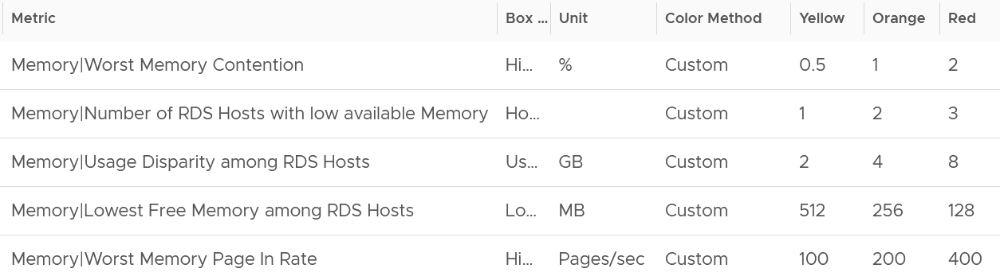 Metric Box ... Unit Color Method Yellow Orange Red
Memory|Worst Memory Contention Hi... % Custom 0.5 1 2
Memory|Number of RDS Hosts with low available Memory Ho... Custom 1 2 3
Memory|Usage Disparity among RDS Hosts Us... GB Custom 2 4 8
Memory|Lowest Free Memory among RDS Hosts Lo... MB Custom 512 256 128
Memory|Worst Memory Page In Rate Hi... Pages/sec Custom 100 200 400